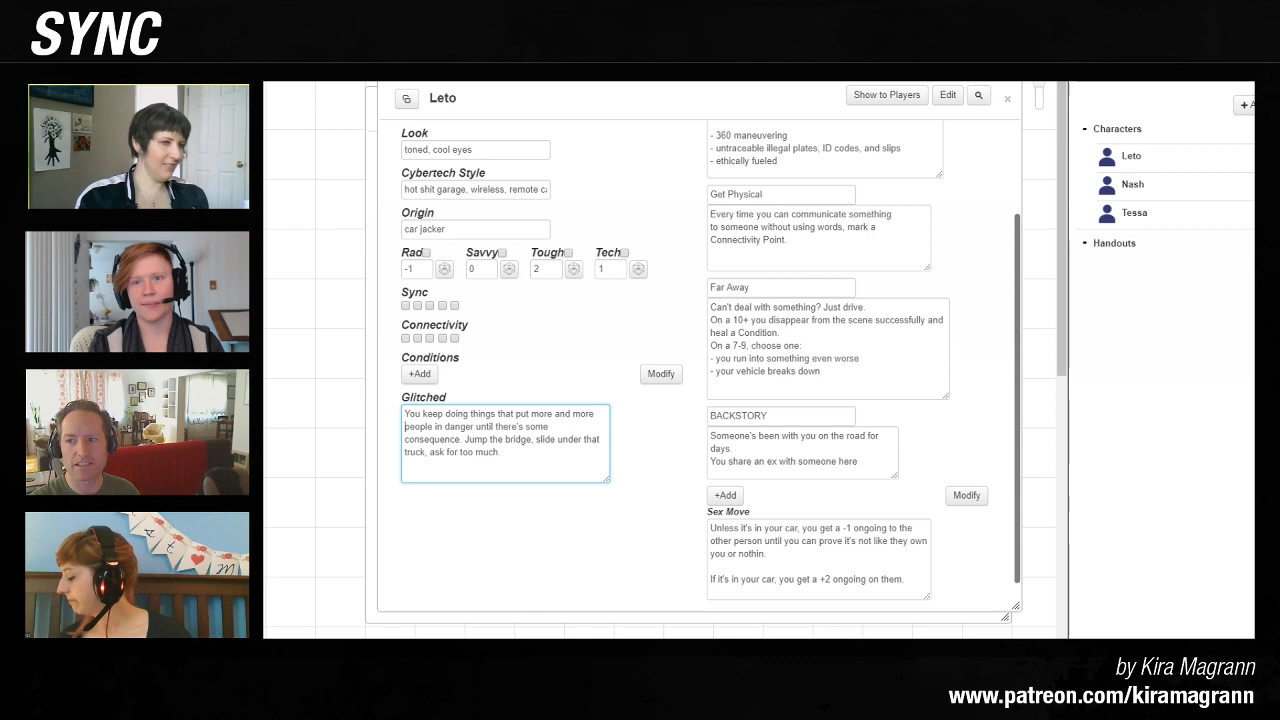 SYNC
Leto
Show to Players
Edit
Look
toned, cool eyes
Cybertech Style
hot shit garage, wireless, remote ca
Origin
car jacker
Rad
Savvy
Tough
Tech
-1
0
2
1
Sync
Connectivity
Conditions
+Add
Modify
Glitched
You keep doing things that put more and more
people in danger until there's some
consequence. Jump the bridge, slide under that
truck, ask for too much.
- 360 maneuvering
- untraceable illegal plates, ID codes, and slips
- ethically fueled
Get Physical
Every time you can communicate something
to someone without using words, mark a
Connectivity Point.
Far Away
Can't deal with something? Just drive.
On a 10+ you disappear from the scene successfully and
heal a Condition.
On a 7-9, choose one:
- you run into something even worse
- your vehicle breaks down
BACKSTORY
Someone's been with you on the road for
days.
You share an ex with someone here
+Add
Modify
Sex Move
Unless it's in your car, you get a -1 ongoing to the
other person until you can prove it's not like they own
you or nothin.
If it's in your car, you get a +2 ongoing on them.
+ A
Characters
Leto
Nash
Tessa
Handouts
by Kira Magrann
www.patreon.com/kiramagrann